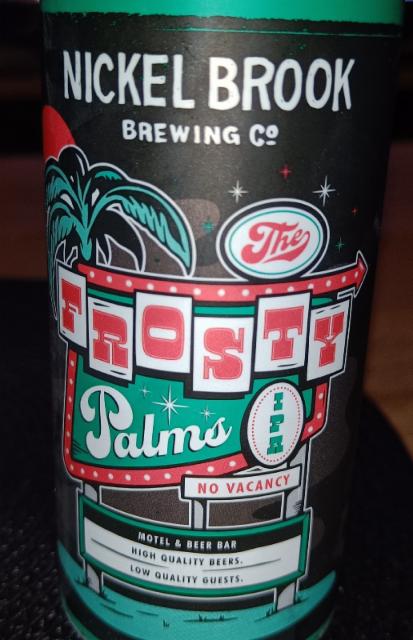 NICKEL BROOK
BREWING Co
The
FROSTY
Palms
IPA
NO VACANCY
MOTEL & BEER BAR
HIGH QUALITY BEERS.
LOW QUALITY GUESTS.